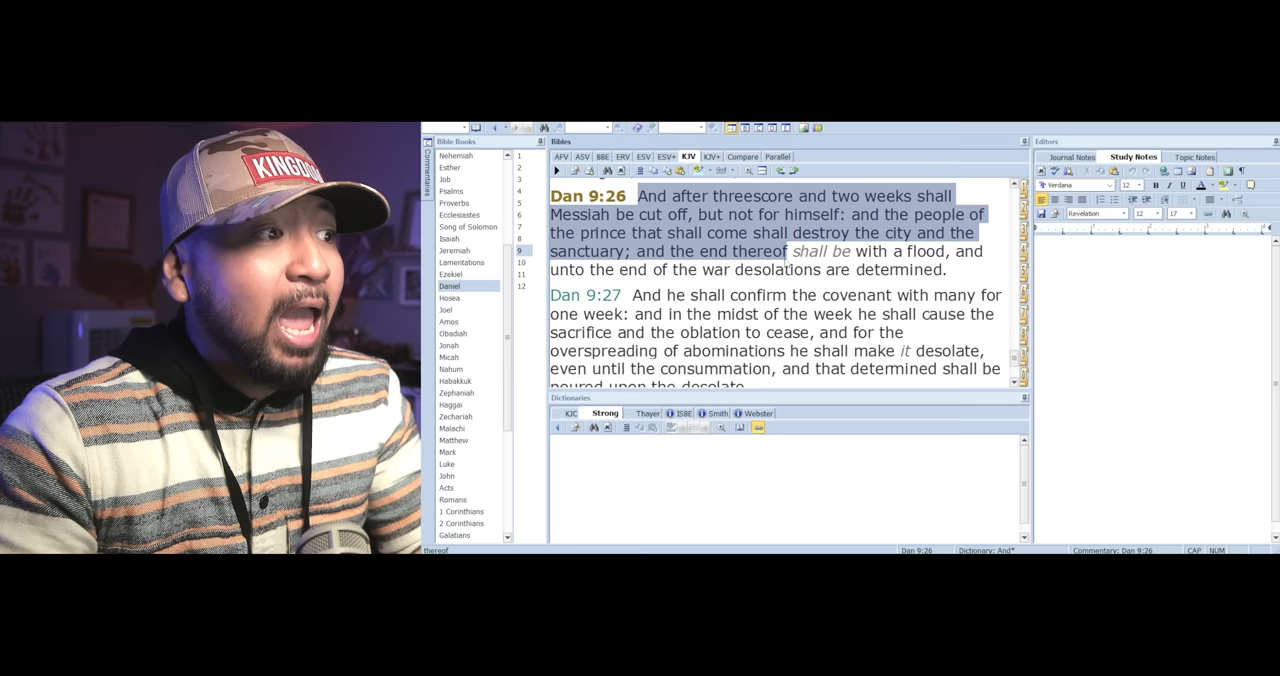 KINGDO
Bible Books
Bibles
Editors
Commentaries
Nehemiah
Esther
Job
Psalms
Proverbs
Ecclesiastes
Song of Solomon
Isaiah
Jeremiah
Lamentations
Ezekiel
Daniel
Hosea
Joel
Amos
Obadiah
Jonah
Micah
Nahum
Habakkuk
Zephaniah
Haggai
Zechariah
Malachi
Matthew
Mark
Luke
John
Acts
Romans
1 Corinthians
2 Corinthians
Galatians
1
2
3
4
5
6
7
8
9
10
11
12
AFV ASV BBE ERV ESV ESV+ KJV KJV+ Compare Parallel
Dan 9:26 And after threescore and two weeks shall
Messiah be cut off, but not for himself: and the people of
the prince that shall come shall destroy the city and the
sanctuary; and the end thereof shall be with a flood, and
unto the end of the war desolations are determined.
Dan 9:27 And he shall confirm the covenant with many for
one week: and in the midst of the week he shall cause the
sacrifice and the oblation to cease, and for the
overspreading of abominations he shall make it desolate,
even until the consummation, and that determined shall be
poured upon the desolate.
Dictionaries
KJC Strong Thayer ISBE Smith Webster
Journal Notes Study Notes Topic Notes
Verdana 12 B I U A
Revelation 12 17
thereof Dan 9:26 Dictionary: And* Commentary: Dan 9:26 CAP NUM